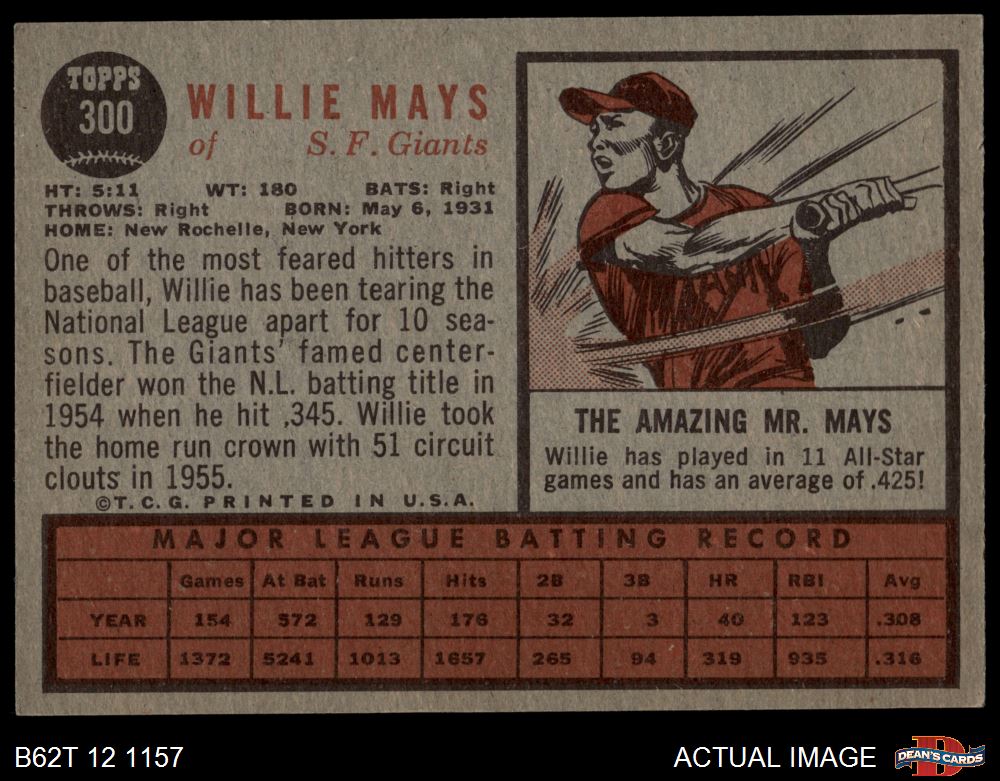 TOPPS
300
WILLIE MAYS
of S. F. Giants
HT: 5:11 WT: 180 BATS: Right
THROWS: Right BORN: May 6, 1931
HOME: New Rochelle, New York
One of the most feared hitters in
baseball, Willie has been tearing the
National League apart for 10 sea-
sons. The Giants' famed center-
fielder won the N.L. batting title in
1954 when he hit .345. Willie took
the home run crown with 51 circuit
clouts in 1955.
©T.C.G. PRINTED IN U.S.A.
THE AMAZING MR. MAYS
Willie has played in 11 All-Star
games and has an average of .425!
MAJOR LEAGUE BATTING RECORD
Games At Bat Runs Hits 2B 3B HR RBI Avg
YEAR 154 572 129 176 32 3 40 123 .308
LIFE 1372 5241 1013 1657 265 94 319 935 .316
B62T 12 1157
ACTUAL IMAGE
D
DEAN'S CARDS